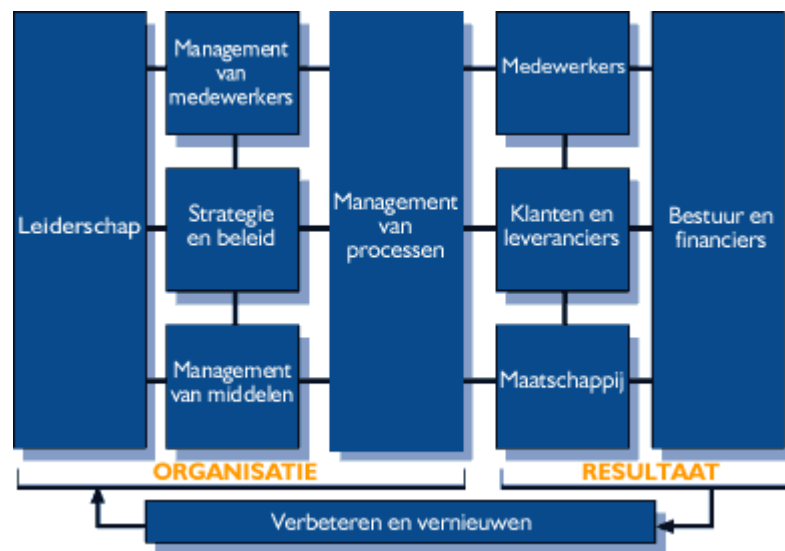 Leiderschap
Management
van
medewerkers
Strategie
en beleid
Management
van middelen
Management
van
processen
Medewerkers
Klanten en
leveranciers
Maatschappij
Bestuur en
financiers
ORGANISATIE
RESULTAAT
Verbeteren en vernieuwen